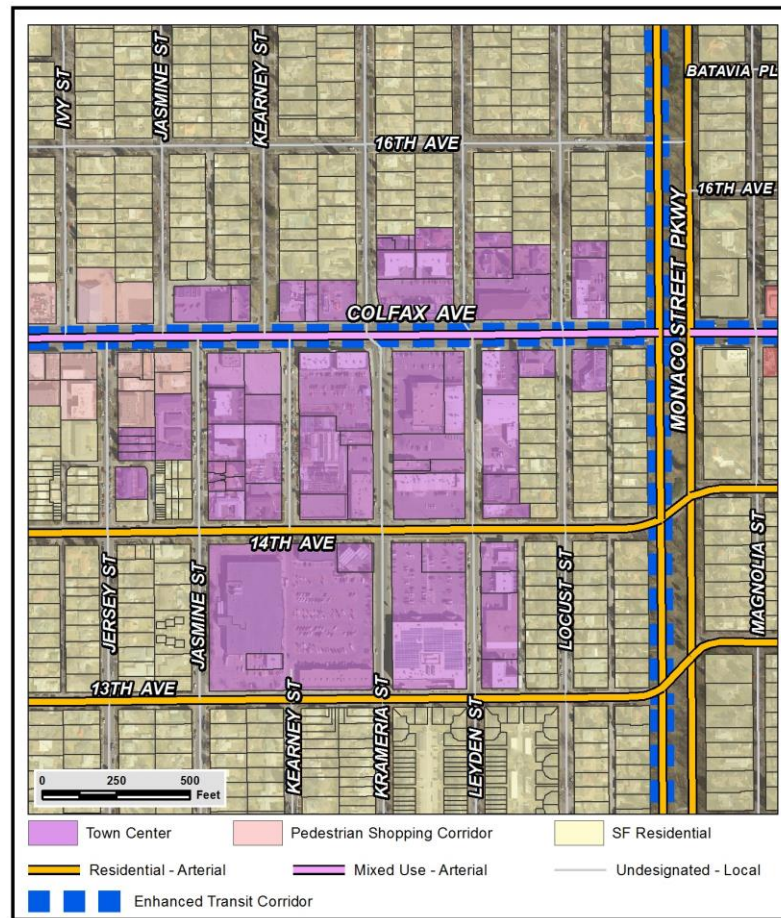 IVY ST
JASMINE ST
KEARNEY ST
BATAVIA PL
16TH AVE
16TH AVE
MONACO STREET PKWY
COLFAX AVE
14TH AVE
JERSEY ST
JASMINE ST
LOCUST ST
MAGNOLIA ST
13TH AVE
KEARNEY ST
KRAMERIA ST
LEYDEN ST
0 250 500
Feet
Town Center
Pedestrian Shopping Corridor
SF Residential
Residential - Arterial
Mixed Use - Arterial
Undesignated - Local
Enhanced Transit Corridor